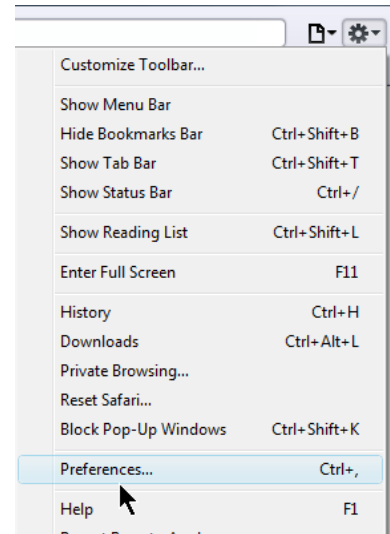 Customize Toolbar...
Show Menu Bar
Hide Bookmarks Bar Ctrl+Shift+B
Show Tab Bar Ctrl+Shift+T
Show Status Bar Ctrl+/
Show Reading List Ctrl+Shift+L
Enter Full Screen F11
History Ctrl+H
Downloads Ctrl+Alt+L
Private Browsing...
Reset Safari...
Block Pop-Up Windows Ctrl+Shift+K
Preferences... Ctrl+,
Help F1